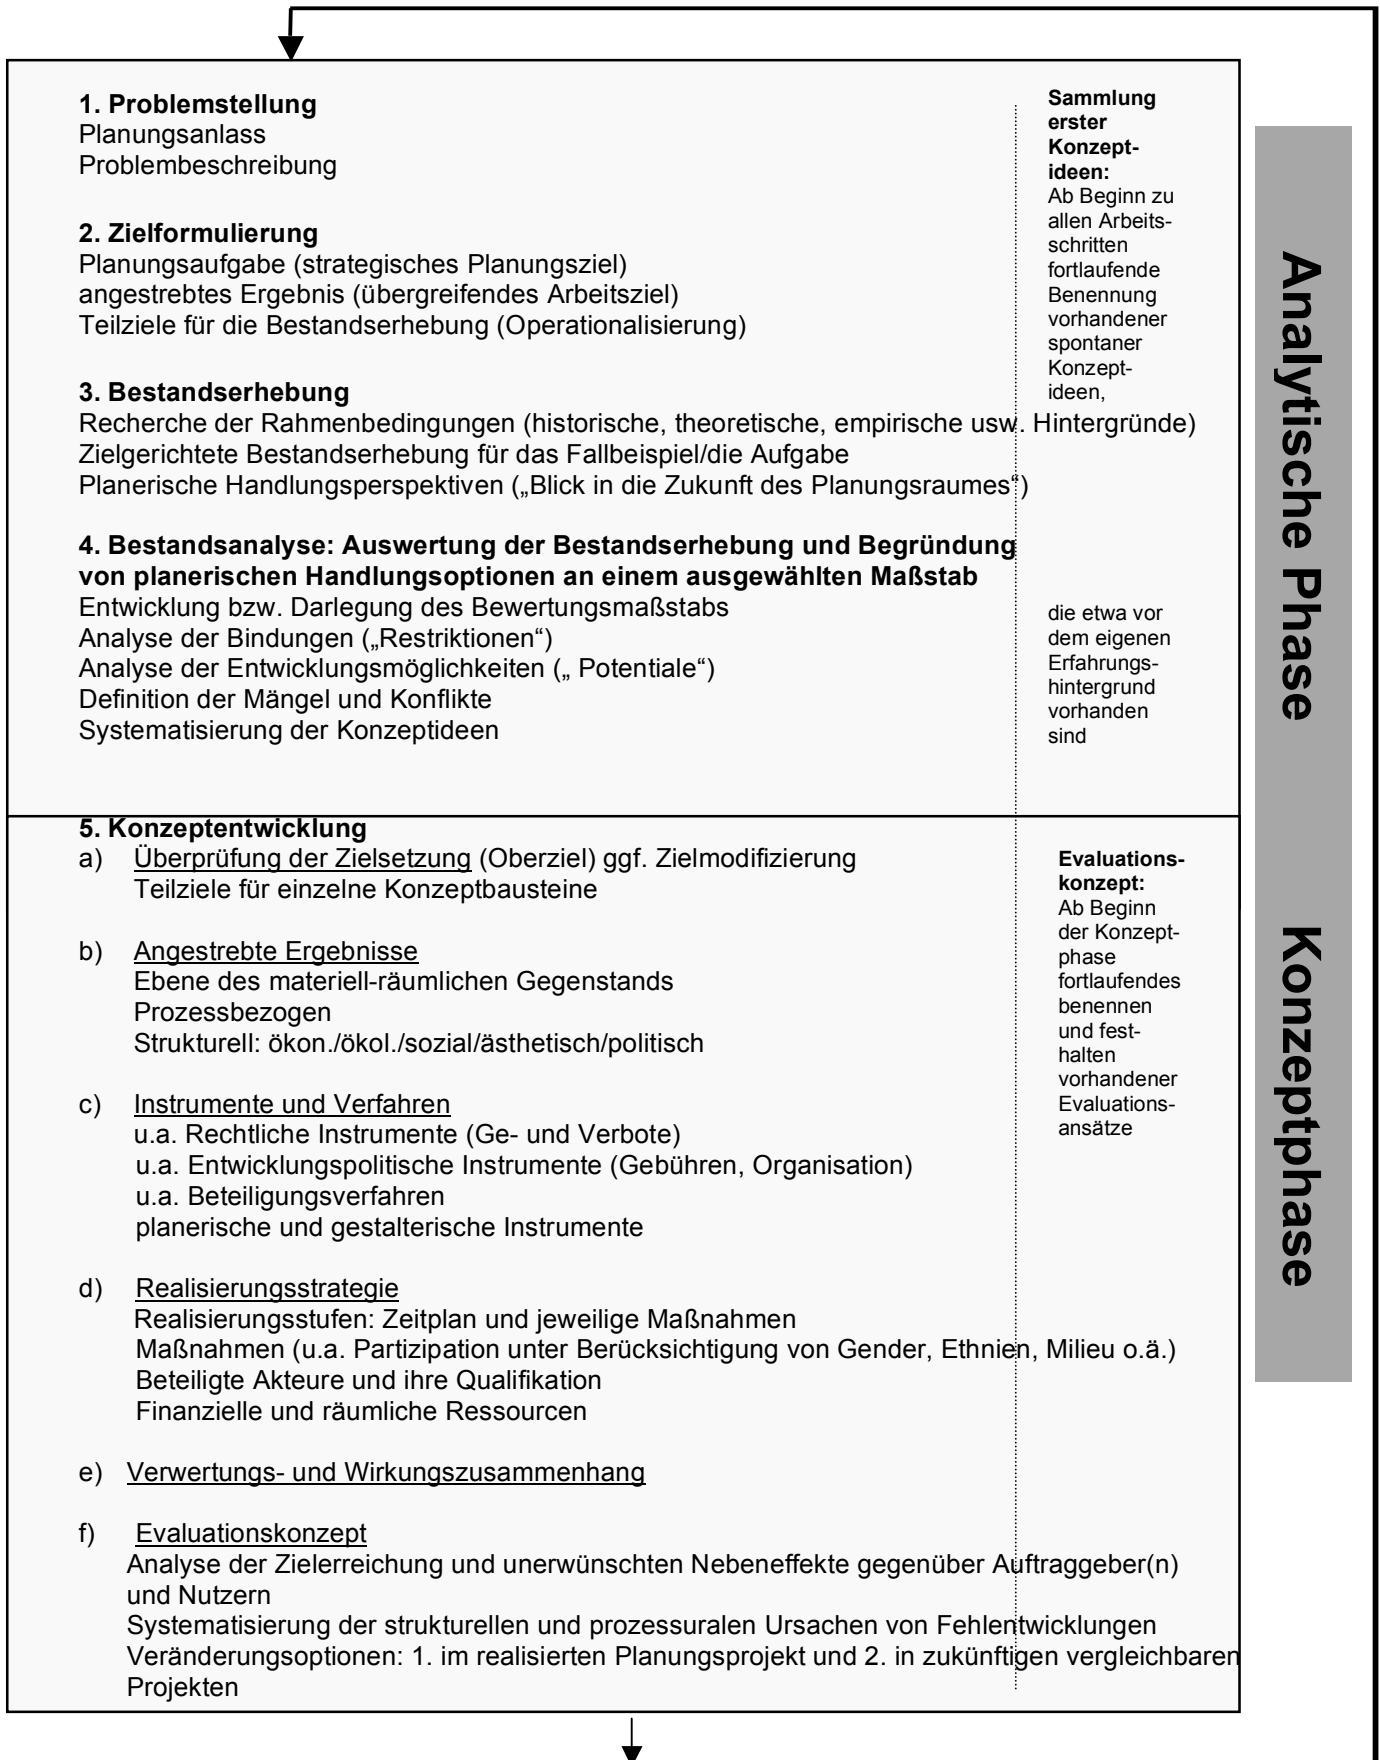 1. Problemstellung
Planungsanlass
Problembeschreibung
2. Zielformulierung
Planungsaufgabe (strategisches Planungsziel)
angestrebtes Ergebnis (übergreifendes Arbeitsziel)
Teilziele für die Bestandserhebung (Operationalisierung)
3. Bestandserhebung
Recherche der Rahmenbedingungen (historische, theoretische, empirische usw. Hintergründe)
Zielgerichtete Bestandserhebung für das Fallbeispiel/die Aufgabe
Planerische Handlungsperspektiven („Blick in die Zukunft des Planungsraumes“)
4. Bestandsanalyse: Auswertung der Bestandserhebung und Begründung
von planerischen Handlungsoptionen an einem ausgewählten Maßstab
Entwicklung bzw. Darlegung des Bewertungsmaßstabs
Analyse der Bindungen („Restriktionen“)
Analyse der Entwicklungsmöglichkeiten („ Potentiale“)
Definition der Mängel und Konflikte
Systematisierung der Konzeptideen
Sammlung
erster
Konzept-
ideen:
Ab Beginn zu
allen Arbeits-
schritten
fortlaufende
Benennung
vorhandener
spontaner
Konzept-
ideen,
die etwa vor
dem eigenen
Erfahrungs-
hintergrund
vorhanden
sind
Analytische Phase
5. Konzeptentwicklung
a) Überprüfung der Zielsetzung (Oberziel) ggf. Zielmodifizierung
Teilziele für einzelne Konzeptbausteine
b) Angestrebte Ergebnisse
Ebene des materiell-räumlichen Gegenstands
Prozessbezogen
Strukturell: ökon./ökol./sozial/ästhetisch/politisch
c) Instrumente und Verfahren
u.a. Rechtliche Instrumente (Ge- und Verbote)
u.a. Entwicklungspolitische Instrumente (Gebühren, Organisation)
u.a. Beteiligungsverfahren
planerische und gestalterische Instrumente
d) Realisierungsstrategie
Realisierungsstufen: Zeitplan und jeweilige Maßnahmen
Maßnahmen (u.a. Partizipation unter Berücksichtigung von Gender, Ethnien, Milieu o.ä.)
Beteiligte Akteure und ihre Qualifikation
Finanzielle und räumliche Ressourcen
e) Verwertungs- und Wirkungszusammenhang
f) Evaluationskonzept
Analyse der Zielerreichung und unerwünschten Nebeneffekte gegenüber Auftraggeber(n)
und Nutzern
Systematisierung der strukturellen und prozessuralen Ursachen von Fehlentwicklungen
Veränderungsoptionen: 1. im realisierten Planungsprojekt und 2. in zukünftigen vergleichbaren
Projekten
Evaluations-
konzept:
Ab Beginn
der Konzept-
phase
fortlaufendes
benennen
und fest-
halten
vorhandener
Evaluations-
ansätze
Konzeptphase